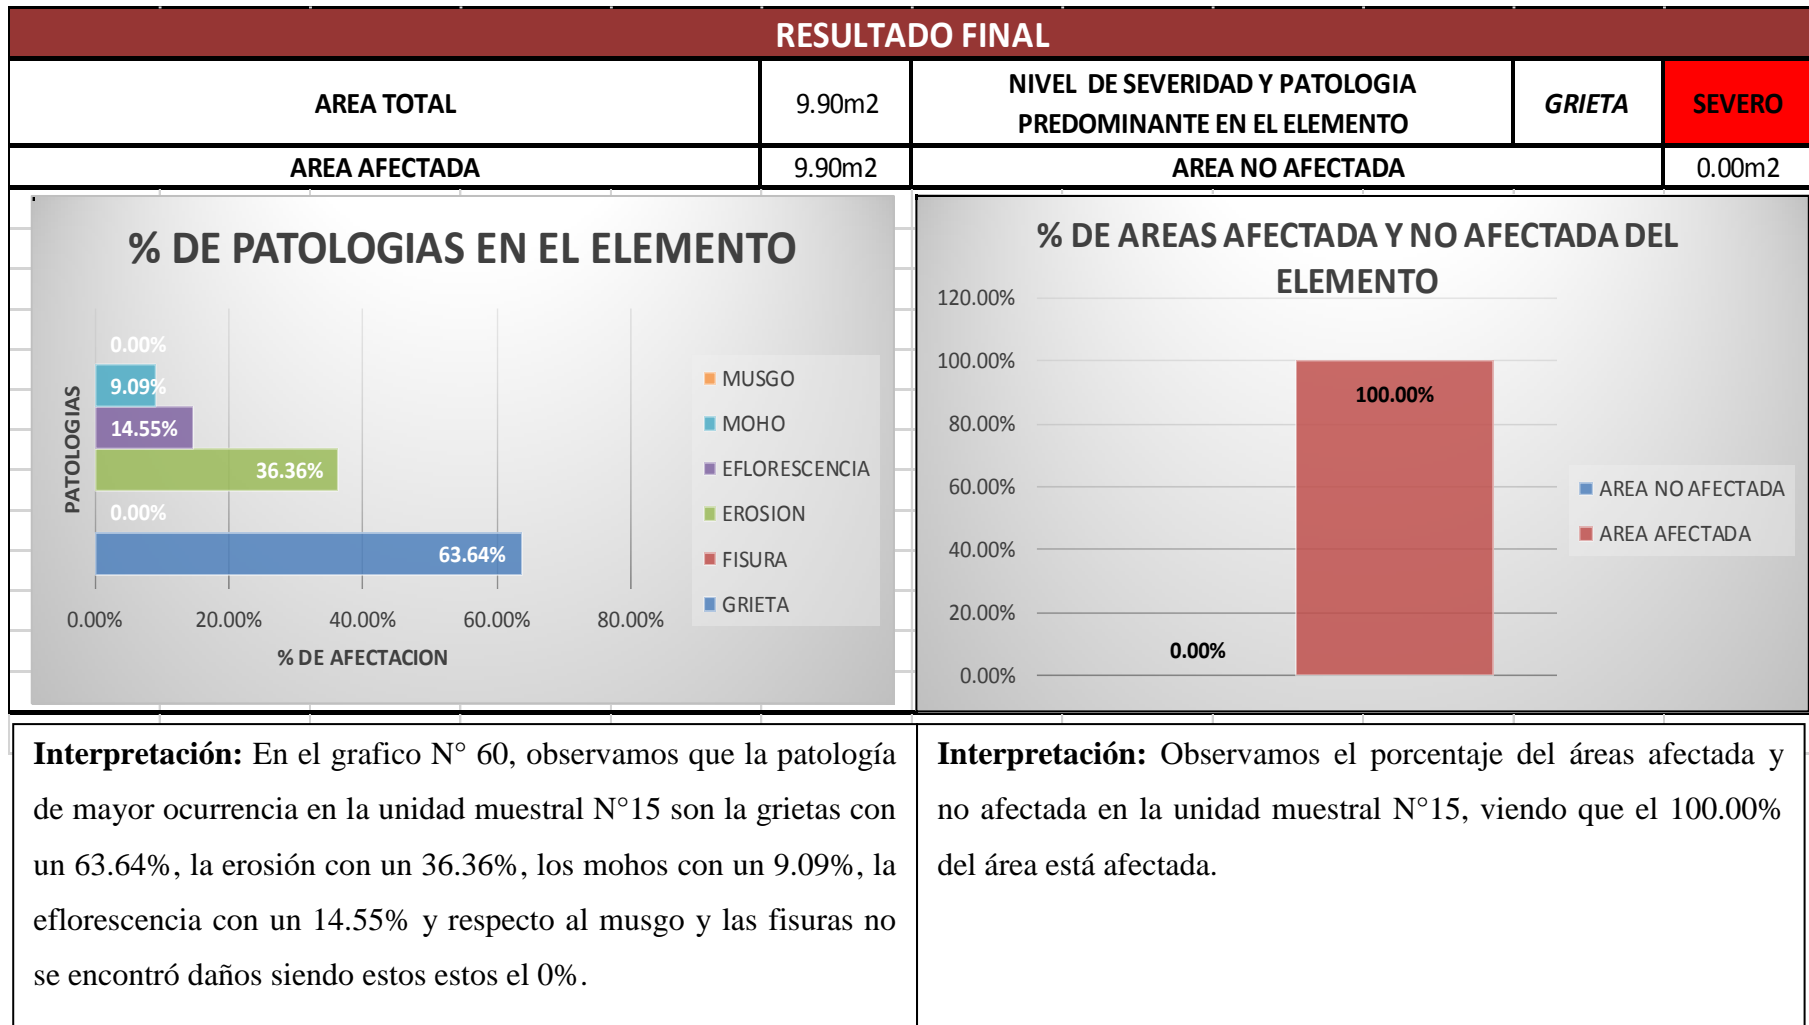 RESULTADO FINAL
AREA TOTAL
9.90m2
NIVEL DE SEVERIDAD Y PATOLOGIA
PREDOMINANTE EN EL ELEMENTO
GRIETA
SEVERO
AREA AFECTADA
9.90m2
AREA NO AFECTADA
0.00m2
% DE PATOLOGIAS EN EL ELEMENTO
PATOLOGIAS
0.00%
9.09%
14.55%
36.36%
0.00%
63.64%
0.00%
20.00%
40.00%
60.00%
80.00%
% DE AFECTACION
MUSGO
MOHO
EFLORESCENCIA
EROSION
FISURA
GRIETA
% DE AREAS AFECTADA Y NO AFECTADA DEL
ELEMENTO
120.00%
100.00%
80.00%
60.00%
40.00%
20.00%
0.00%
0.00%
100.00%
AREA NO AFECTADA
AREA AFECTADA
Interpretación: En el grafico N° 60, observamos que la patología
de mayor ocurrencia en la unidad muestral N°15 son la grietas con
un 63.64%, la erosión con un 36.36%, los mohos con un 9.09%, la
eflorescencia con un 14.55% y respecto al musgo y las fisuras no
se encontró daños siendo estos estos el 0%.
Interpretación: Observamos el porcentaje del áreas afectada y
no afectada en la unidad muestral N°15, viendo que el 100.00%
del área está afectada.